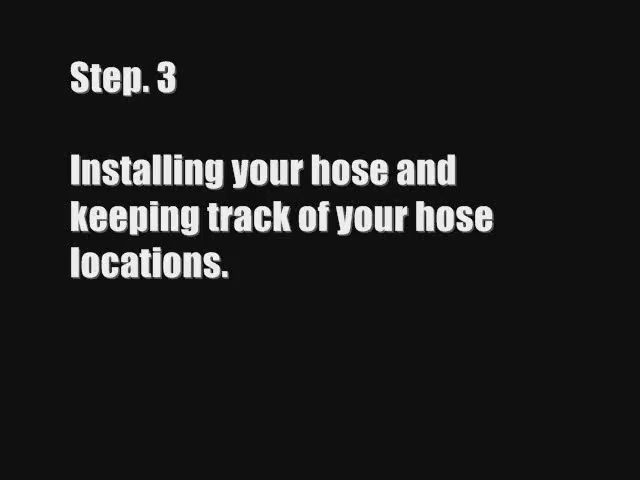 Step. 3
Installing your hose and
keeping track of your hose
locations.